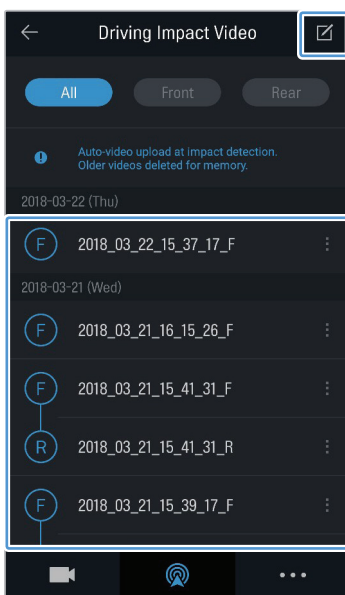 Driving Impact Video
All Front Rear
Auto-video upload at impact detection.
Older videos deleted for memory.
2018-03-22 (Thu)
F 2018_03_22_15_37_17_F
2018-03-21 (Wed)
F 2018_03_21_16_15_26_F
F 2018_03_21_15_41_31_F
R 2018_03_21_15_41_31_R
F 2018_03_21_15_39_17_F